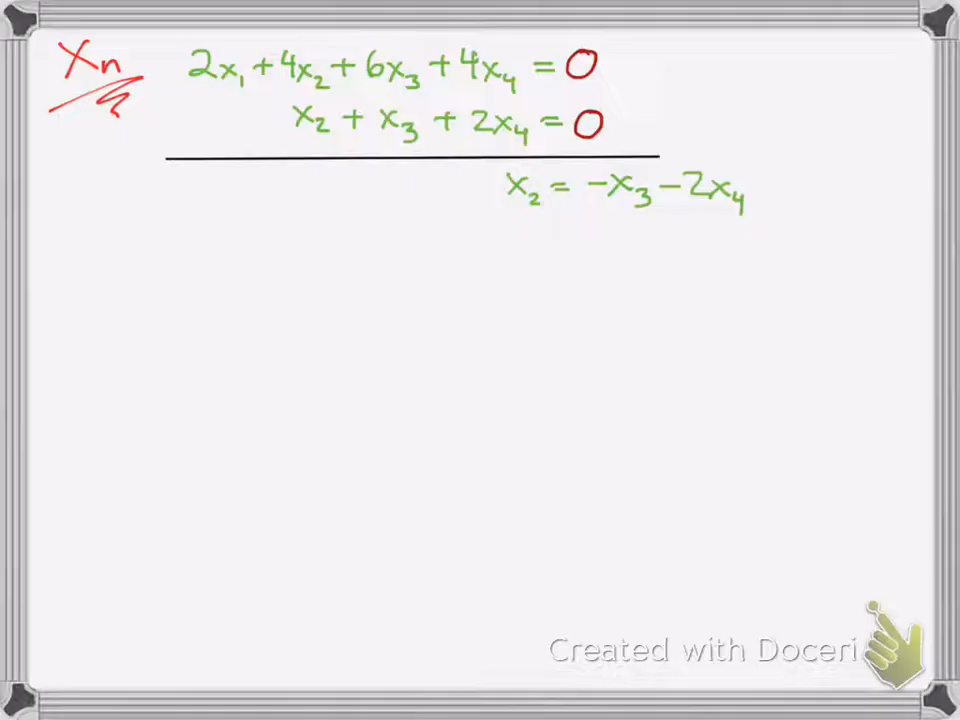 Xn
2x₁ + 4x₂ + 6x₃ + 4x₄ = 0
x₂ + x₃ + 2x₄ = 0
x₂ = -x₃ - 2x₄
Created with Doceri